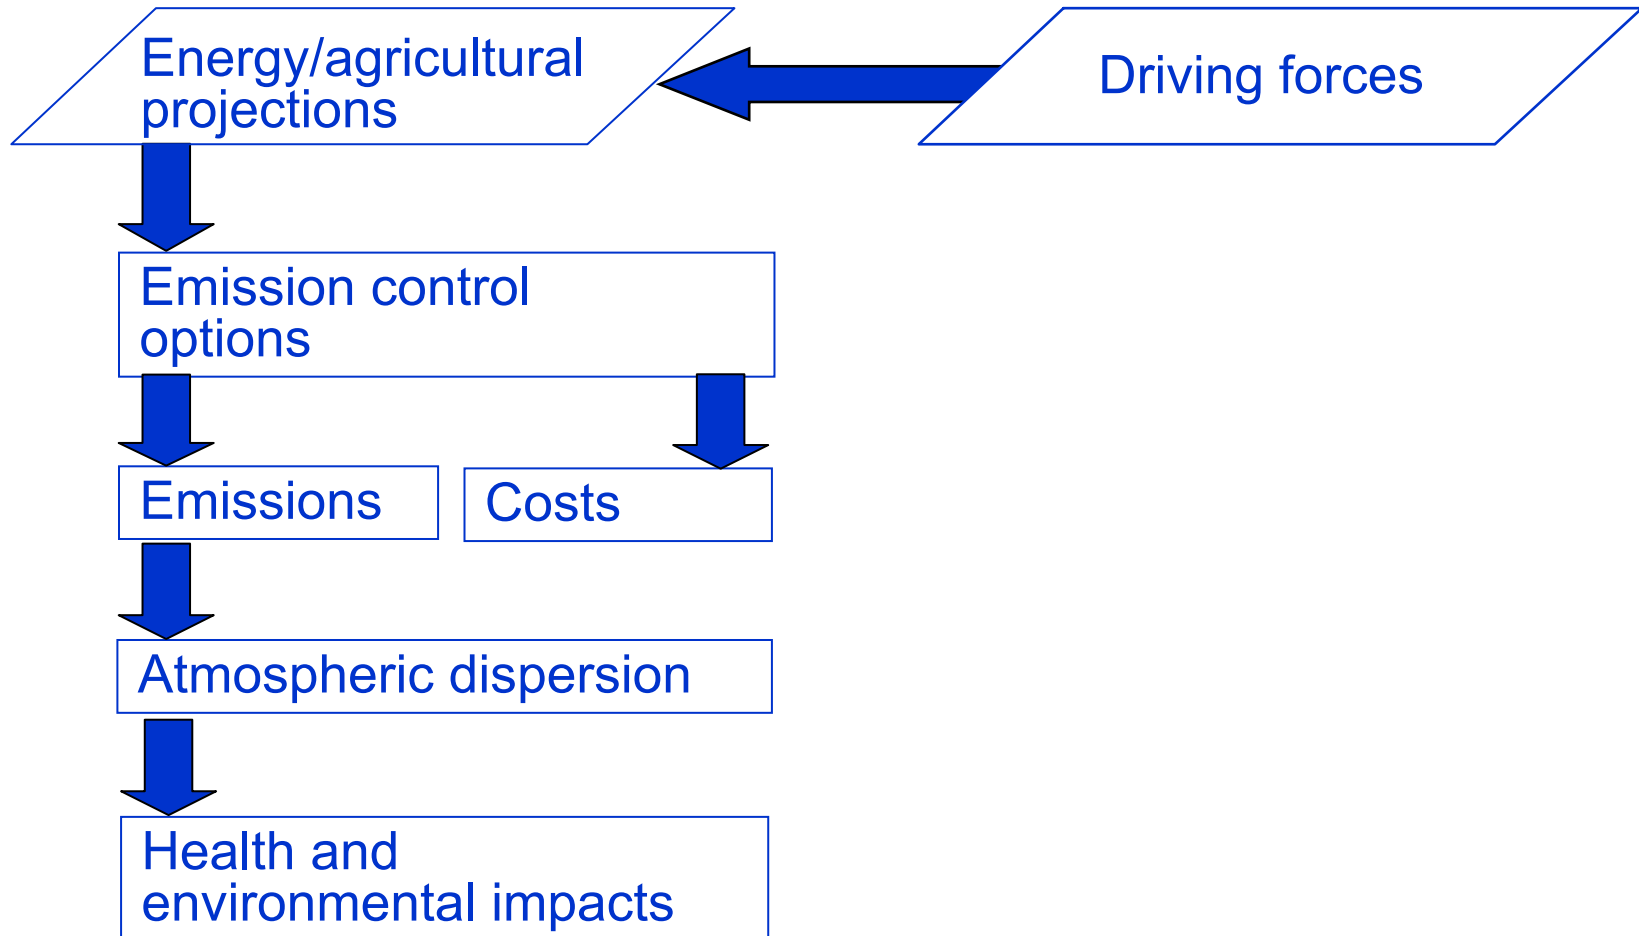 Energy/agricultural
projections
Driving forces
Emission control
options
Emissions
Costs
Atmospheric dispersion
Health and
environmental impacts